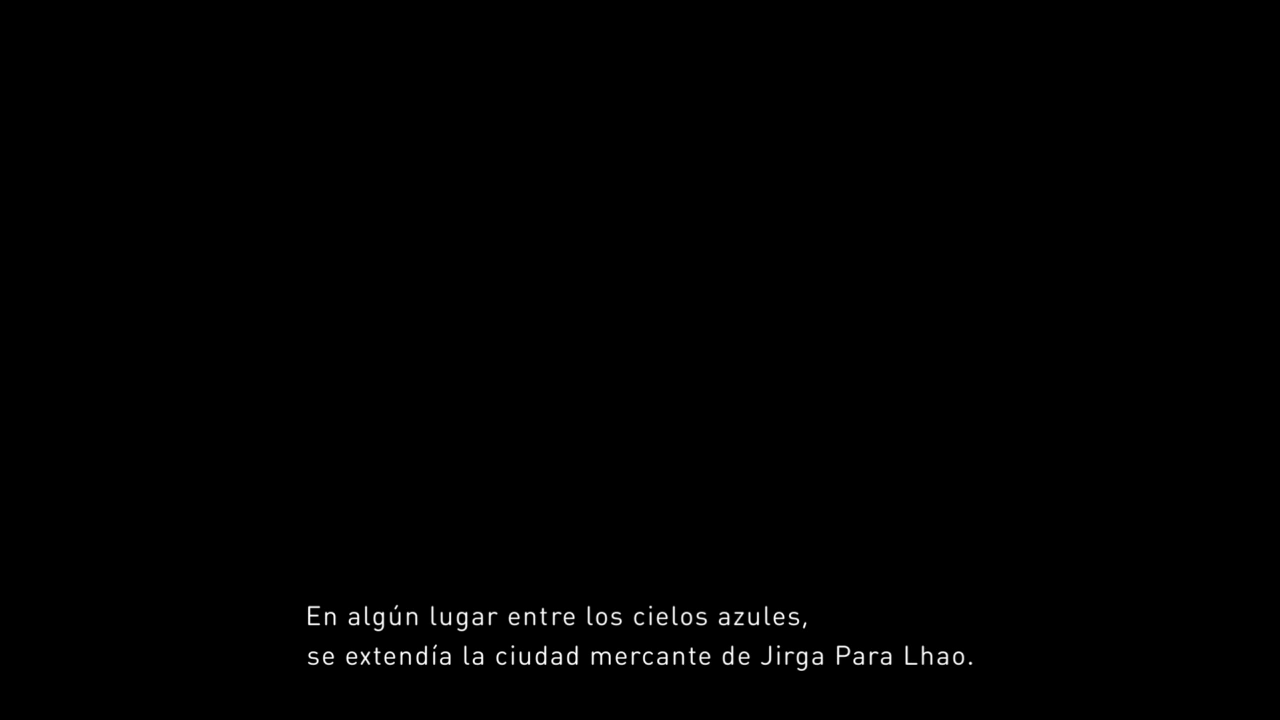 En algún lugar entre los cielos azules,
se extendía la ciudad mercante de Jirga Para Lhao.